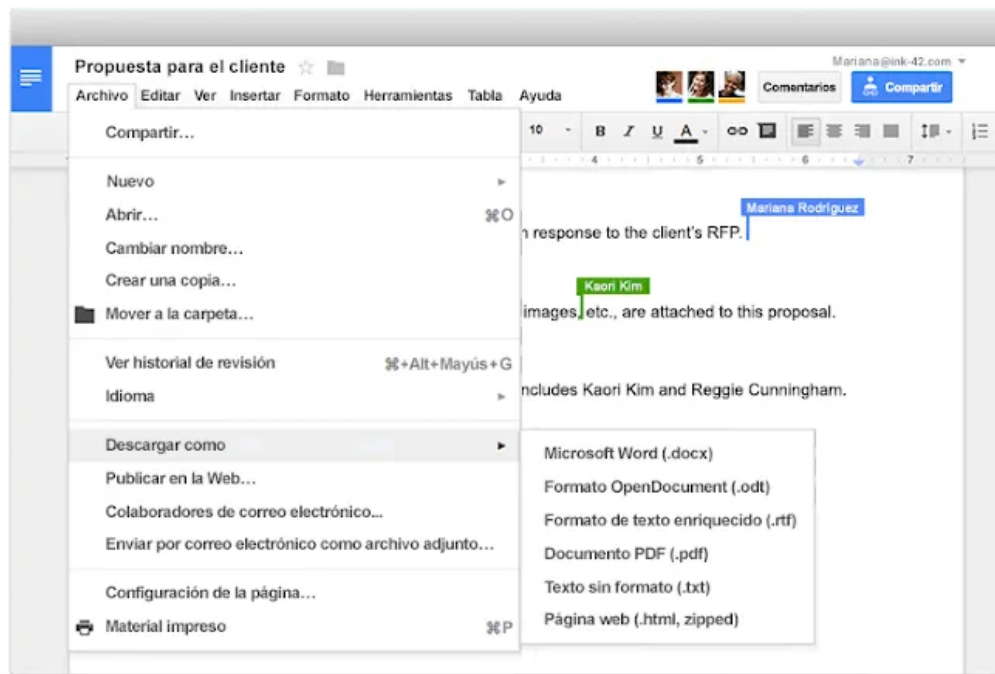 Mariana@ink-42.com
Propuesta para el cliente
Archivo Editar Ver Insertar Formato Herramientas Tabla Ayuda
Comentarios Compartir
10 B I U A
4 5 6 7
Compartir...
Nuevo
Abrir... ⌘O
Cambiar nombre...
Crear una copia...
Mover a la carpeta...
Ver historial de revisión ⌘+Alt+Mayús+G
Idioma
Descargar como
Publicar en la Web...
Colaboradores de correo electrónico...
Enviar por correo electrónico como archivo adjunto...
Configuración de la página...
Material impreso ⌘P
Microsoft Word (.docx)
Formato OpenDocument (.odt)
Formato de texto enriquecido (.rtf)
Documento PDF (.pdf)
Texto sin formato (.txt)
Página web (.html, zipped)
Mariana Rodríguez
n response to the client's RFP.
Kaori Kim
images, etc., are attached to this proposal.
ncludes Kaori Kim and Reggie Cunningham.